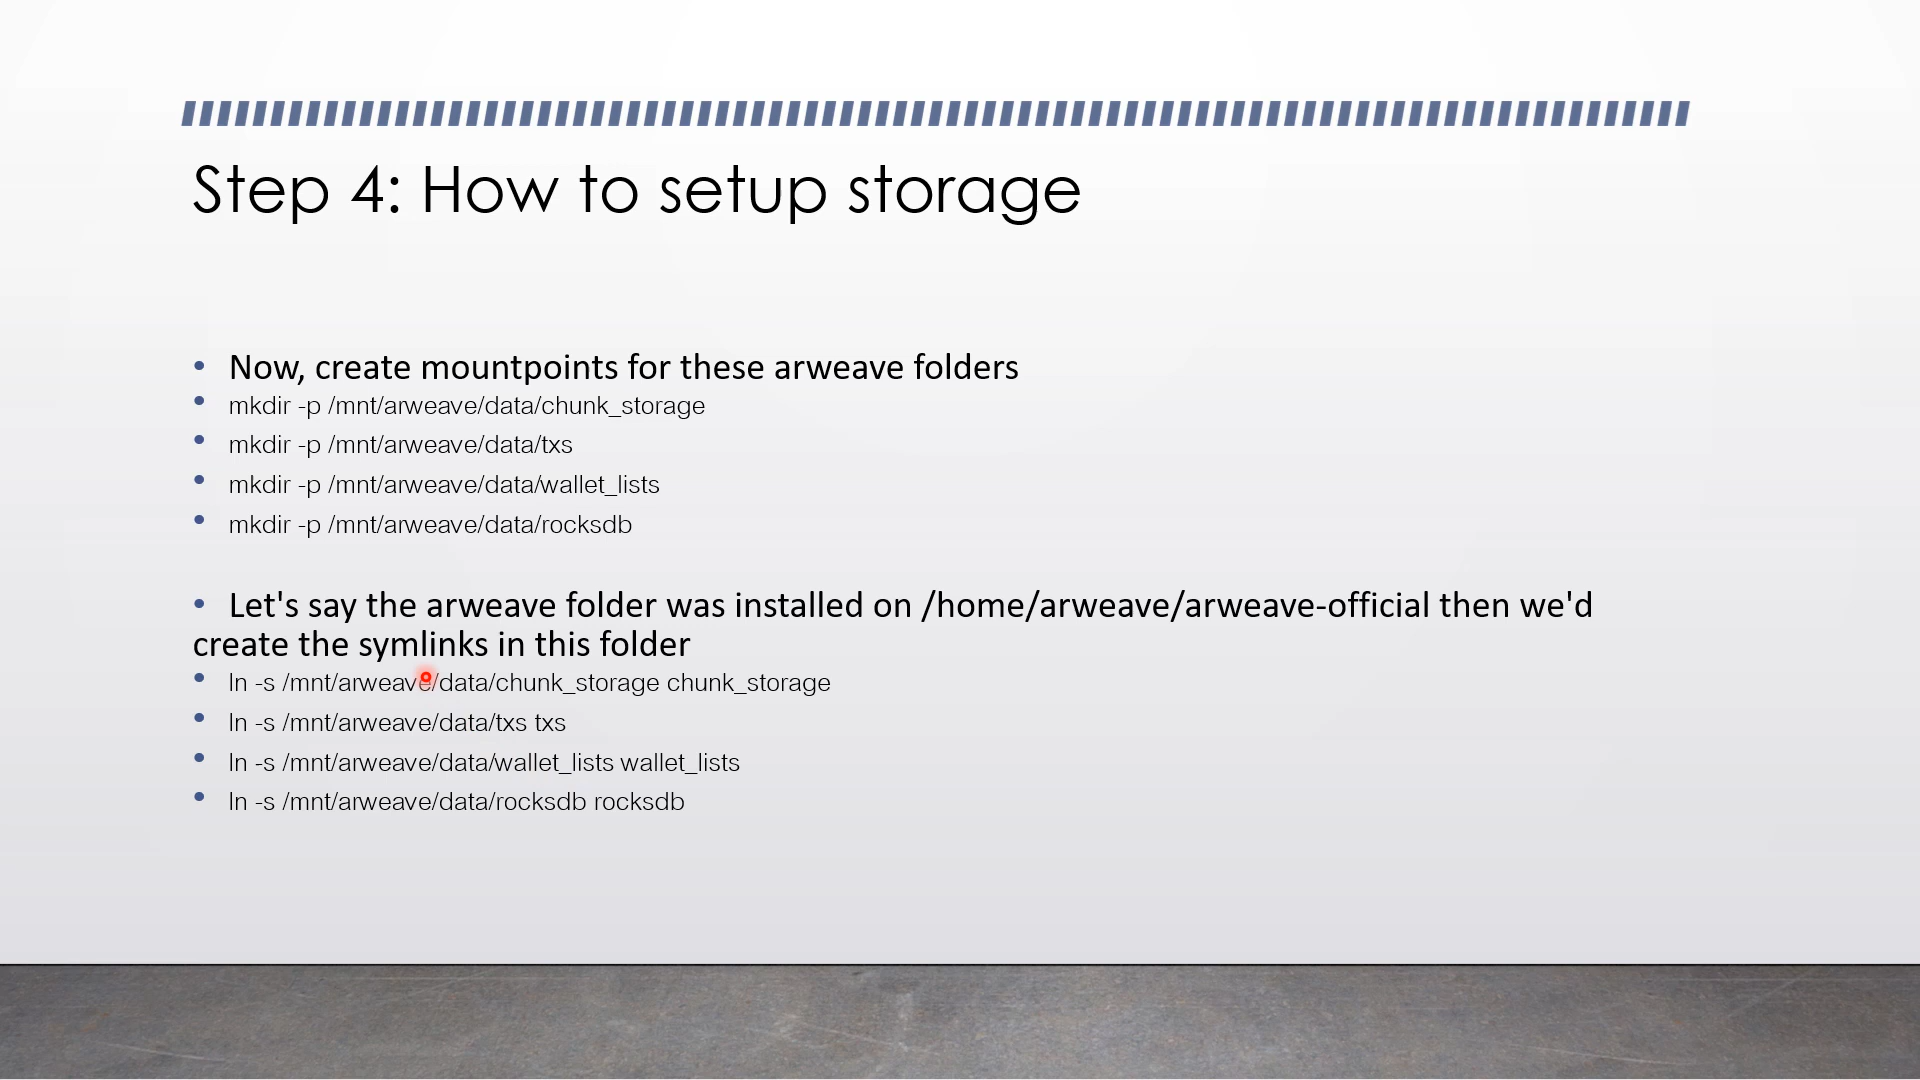 Step 4: How to setup storage
• Now, create mountpoints for these arweave folders
• mkdir -p /mnt/arweave/data/chunk_storage
• mkdir -p /mnt/arweave/data/txs
• mkdir -p /mnt/arweave/data/wallet_lists
• mkdir -p /mnt/arweave/data/rocksdb
• Let's say the arweave folder was installed on /home/arweave/arweave-official then we'd
create the symlinks in this folder
• ln -s /mnt/arweave/data/chunk_storage chunk_storage
• ln -s /mnt/arweave/data/txs txs
• ln -s /mnt/arweave/data/wallet_lists wallet_lists
• ln -s /mnt/arweave/data/rocksdb rocksdb